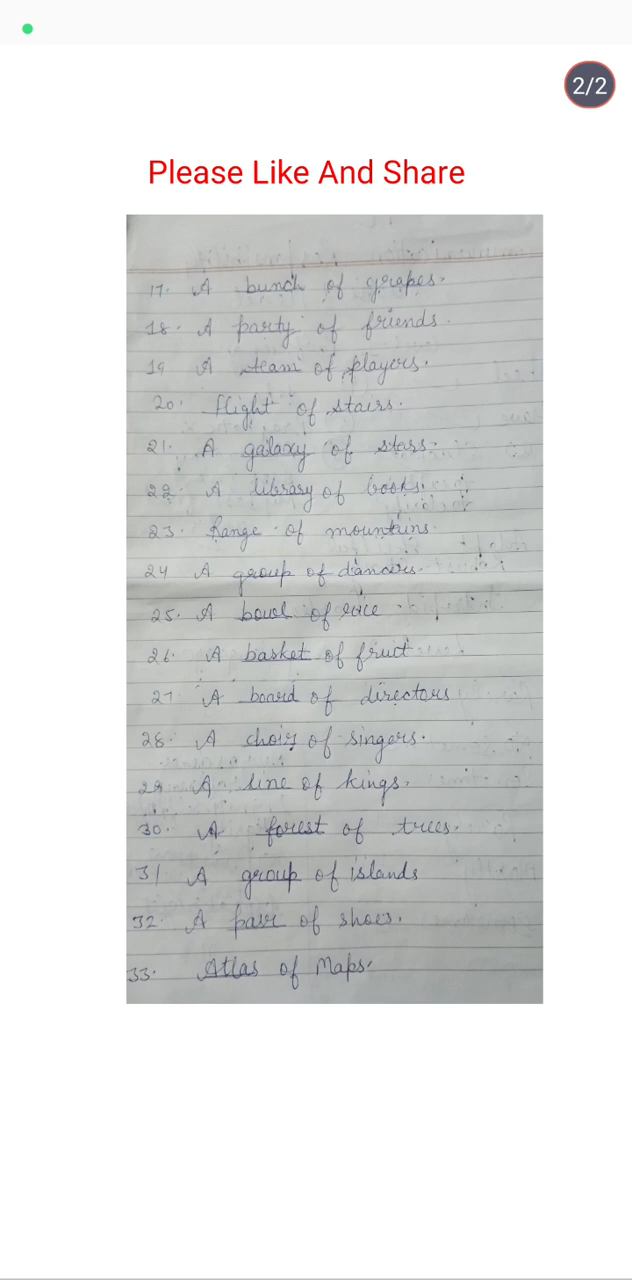 2/2
Please Like And Share
17. A bunch of grapes.
18. A party of friends.
19 A team of players.
20. flight of stairs.
21. A galaxy of stars.
22. A library of books.
23. Range of mountains.
24 A group of dancers.
25. A bowl of rice.
26. A basket of fruit
27 A board of directors
28. A choir of singers.
29 A line of kings.
30. A forest of trees.
31 A group of islands
32. A pair of shoes.
33. Atlas of Maps.